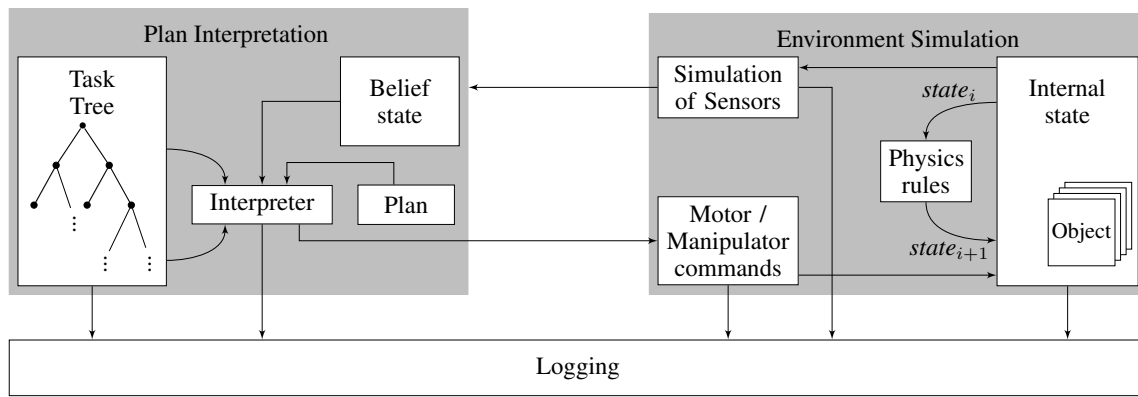 Plan Interpretation
Task
Tree
Belief
state
Interpreter
Plan
Environment Simulation
Simulation
of Sensors
state_i
Internal
state
Physics
rules
Motor /
Manipulator
commands
state_{i+1}
Object
Logging